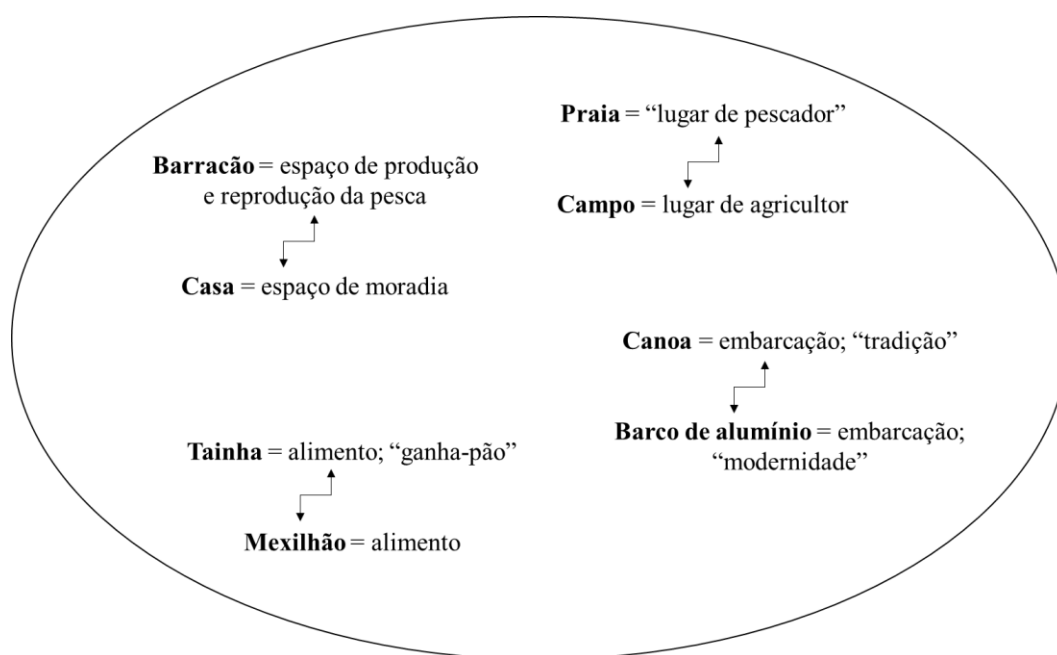 Praia = “lugar de pescador”
Campo = lugar de agricultor
Barracão = espaço de produção
e reprodução da pesca
Casa = espaço de moradia
Canoa = embarcação; “tradição”
Barco de alumínio = embarcação;
“modernidade”
Tainha = alimento; “ganha-pão”
Mexilhão = alimento